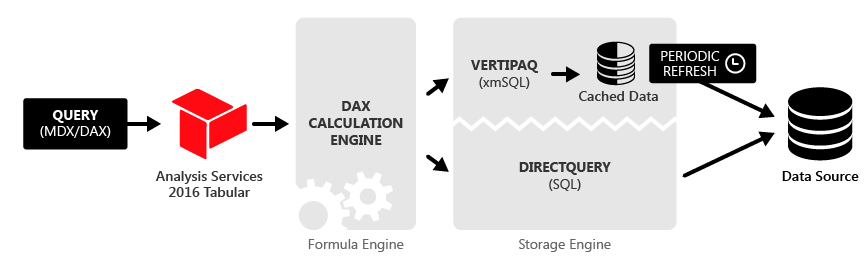 QUERY
(MDX/DAX)
Analysis Services
2016 Tabular
DAX
CALCULATION
ENGINE
Formula Engine
VERTIPAQ
(xmSQL)
Cached Data
PERIODIC
REFRESH
DIRECTQUERY
(SQL)
Storage Engine
Data Source